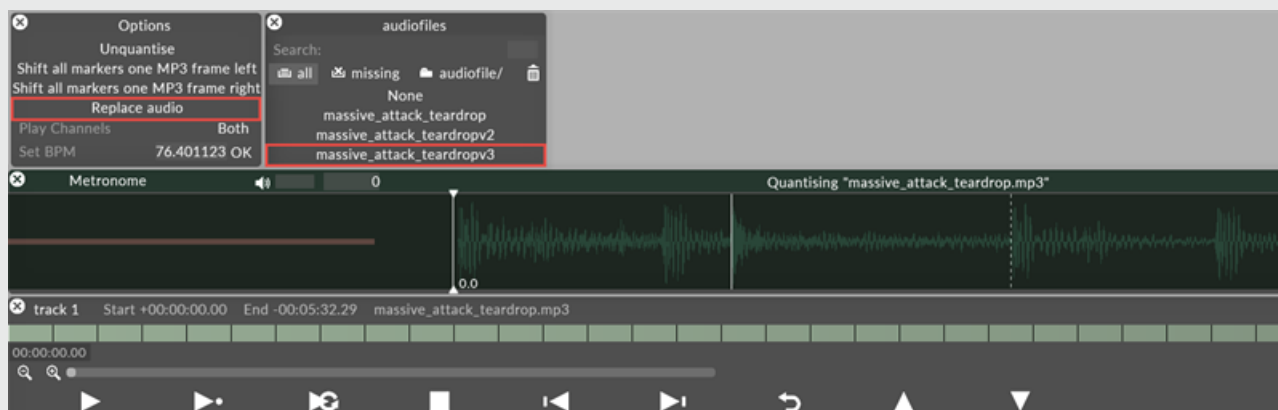 Options
Unquantise
Shift all markers one MP3 frame left
Shift all markers one MP3 frame right
Replace audio
Play Channels Both
Set BPM 76.401123 OK
audiofiles
Search:
all missing audiofile/
None
massive_attack_teardrop
massive_attack_teardropv2
massive_attack_teardropv3
Metronome 0 Quantising "massive_attack_teardrop.mp3"
0.0
track 1 Start +00:00:00.00 End -00:05:32.29 massive_attack_teardrop.mp3
00:00:00.00